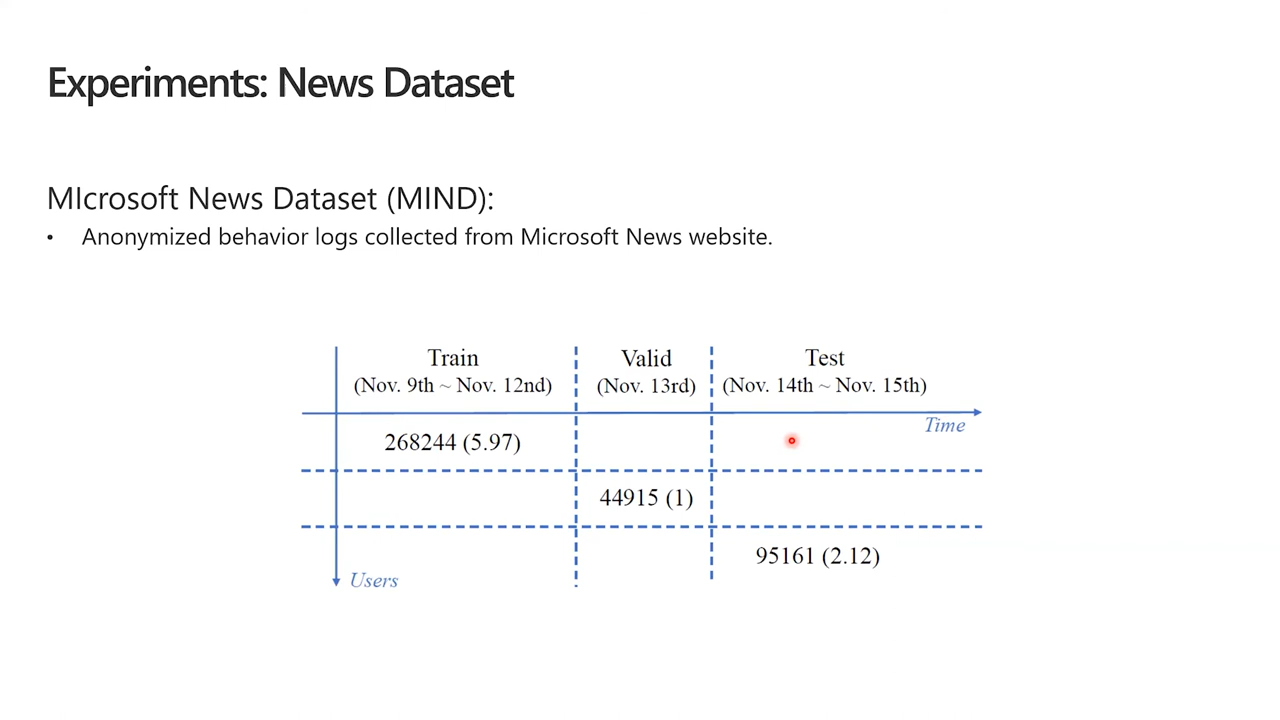 Experiments: News Dataset
MIcrosoft News Dataset (MIND):
• Anonymized behavior logs collected from Microsoft News website.
Train Valid Test
(Nov. 9th ~ Nov. 12nd) (Nov. 13rd) (Nov. 14th ~ Nov. 15th)
Time
268244 (5.97)
44915 (1)
95161 (2.12)
Users